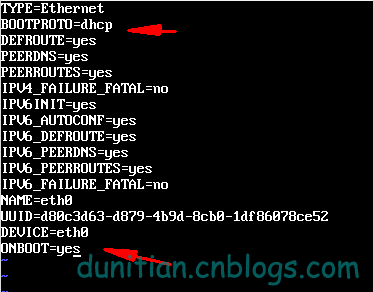 TYPE=Ethernet
BOOTPROTO=dhcp
DEFROUTE=yes
PEERDNS=yes
PEERROUTES=yes
IPV4_FAILURE_FATAL=no
IPV6INIT=yes
IPV6_AUTOCONF=yes
IPV6_DEFROUTE=yes
IPV6_PEERDNS=yes
IPV6_PEERROUTES=yes
IPV6_FAILURE_FATAL=no
NAME=eth0
UUID=d80c3d63-d879-4b9d-8cb0-1df86078ce52
DEVICE=eth0
ONBOOT=yes
~
dunitian.cnblogs.com
~